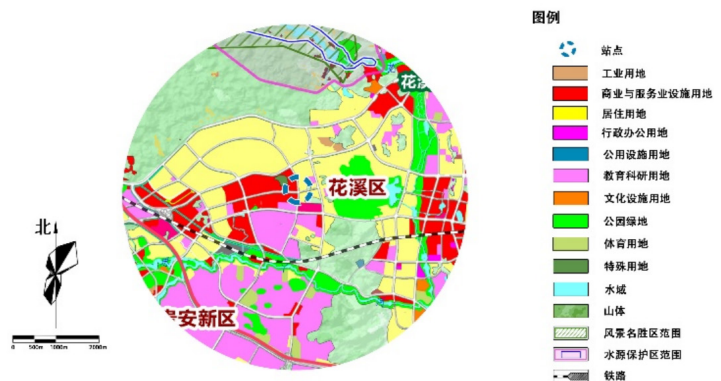 图例
站点
工业用地
商业与服务业设施用地
居住用地
行政办公用地
公用设施用地
教育科研用地
文化设施用地
公园绿地
体育用地
特殊用地
水域
山体
风景名胜区范围
水源保护区范围
铁路
花溪
花溪区
安新区
北
0 500m 1000m 2000m